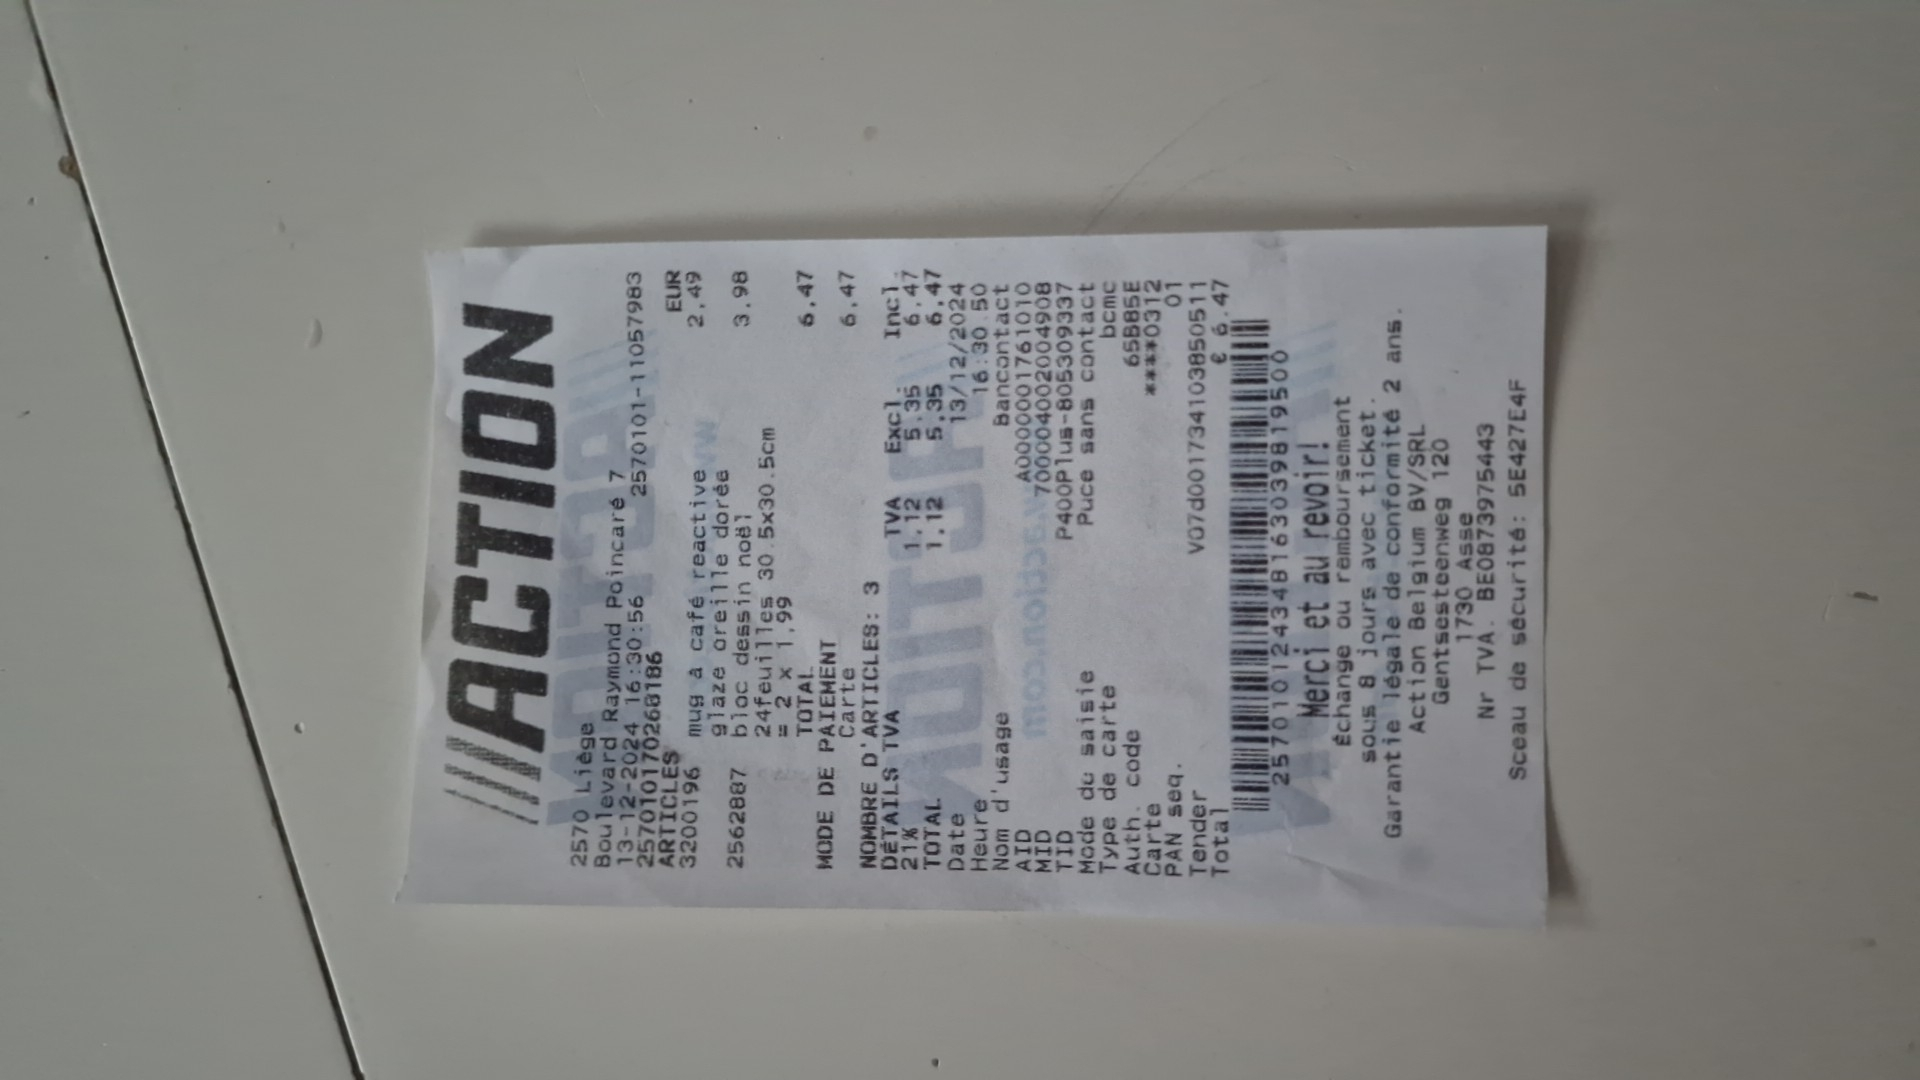 ///ACTION
2570 Liège
Boulevard Raymond Poincaré 7
13-12-2024 16:30:56 2570101-11057983
2570101170268186
ARTICLES EUR
3200196 mug à café reactive 2,49
glaze oreille dorée
2562887 bloc dessin noël 3,98
24feuilles 30.5x30.5cm
= 2 x 1,99
TOTAL 6,47
MODE DE PAIEMENT
Carte 6,47
NOMBRE D'ARTICLES: 3
DÉTAILS TVA TVA Excl. Incl.
21% 1,12 5,35 6,47
TOTAL 1,12 5,35 6,47
Date 13/12/2024
Heure 16:30:50
Nom d'usage Bancontact
AID A0000001761010
MID 700004002004908
TID P400Plus-805309337
Mode du saisie Puce sans contact
Type de carte bcmc
Auth. code 65B85E
Carte ****0312
PAN seq. 01
Tender V07d001734103850511
Total € 6,47
2570110124348163039819500
Merci et au revoir!
Échange ou remboursement
sous 8 jours avec ticket.
Garantie légale de conformité 2 ans.
Action Belgium BV/SRL
Gentsesteenweg 120
1730 Asse
Nr TVA. BE0873975443
Sceau de sécurité: 5E427E4F